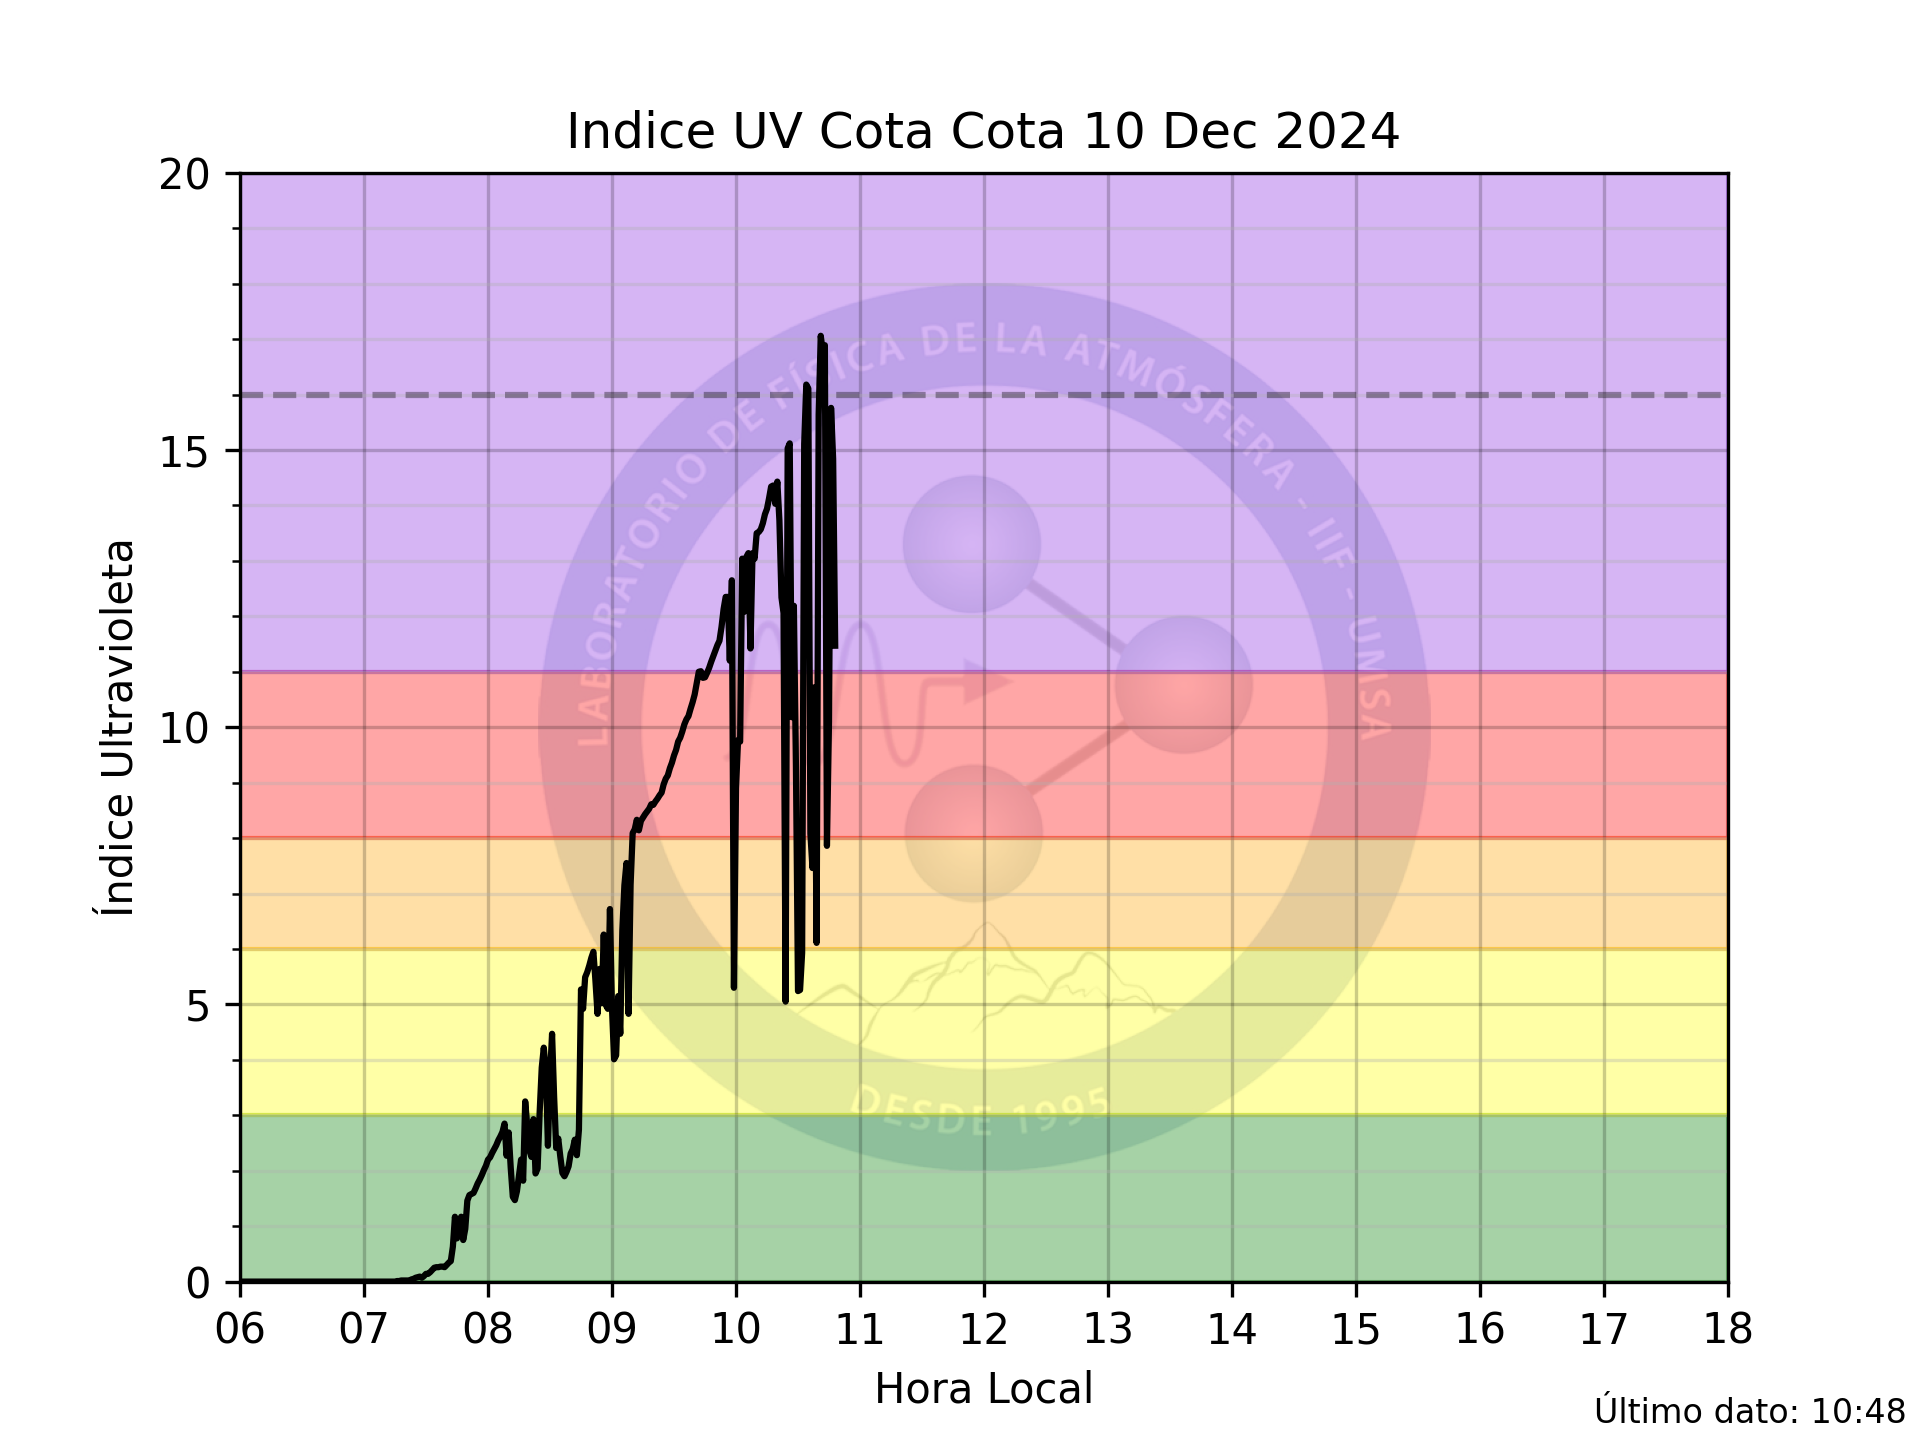 Indice UV Cota Cota 10 Dec 2024
20
15
10
5
0
Índice Ultravioleta
LABORATORIO DE FÍSICA DE LA ATMÓSFERA - IIF - UMSA
DESDE 1995
06 07 08 09 10 11 12 13 14 15 16 17 18
Hora Local
Último dato: 10:48